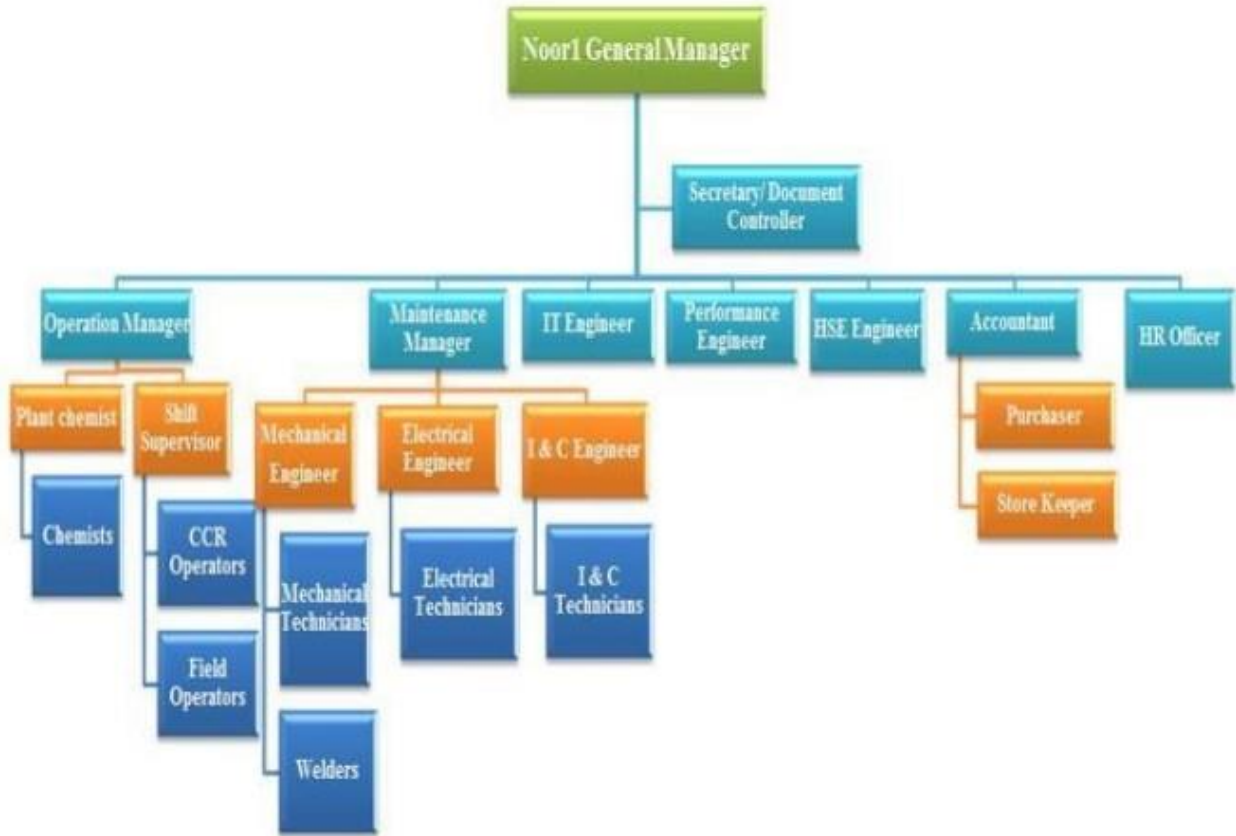 Noor1 General Manager
Secretary/ Document
Controller
Operation Manager
Maintenance
Manager
IT Engineer
Performance
Engineer
HSE Engineer
Accountant
HR Officer
Plant chemist
Shift
Supervisor
Mechanical
Engineer
Electrical
Engineer
I & C Engineer
Purchaser
Store Keeper
Chemists
CCR
Operators
Field
Operators
Mechanical
Technicians
Welders
Electrical
Technicians
I & C
Technicians